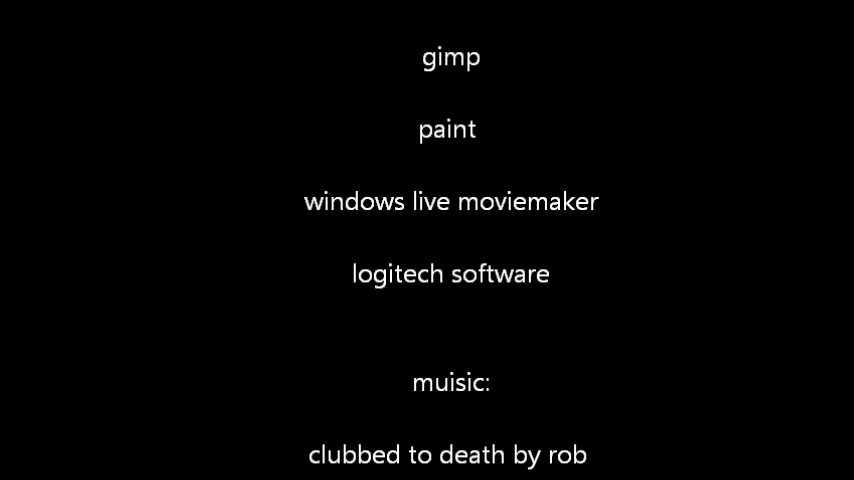 gimp
paint
windows live moviemaker
logitech software
muisic:
clubbed to death by rob